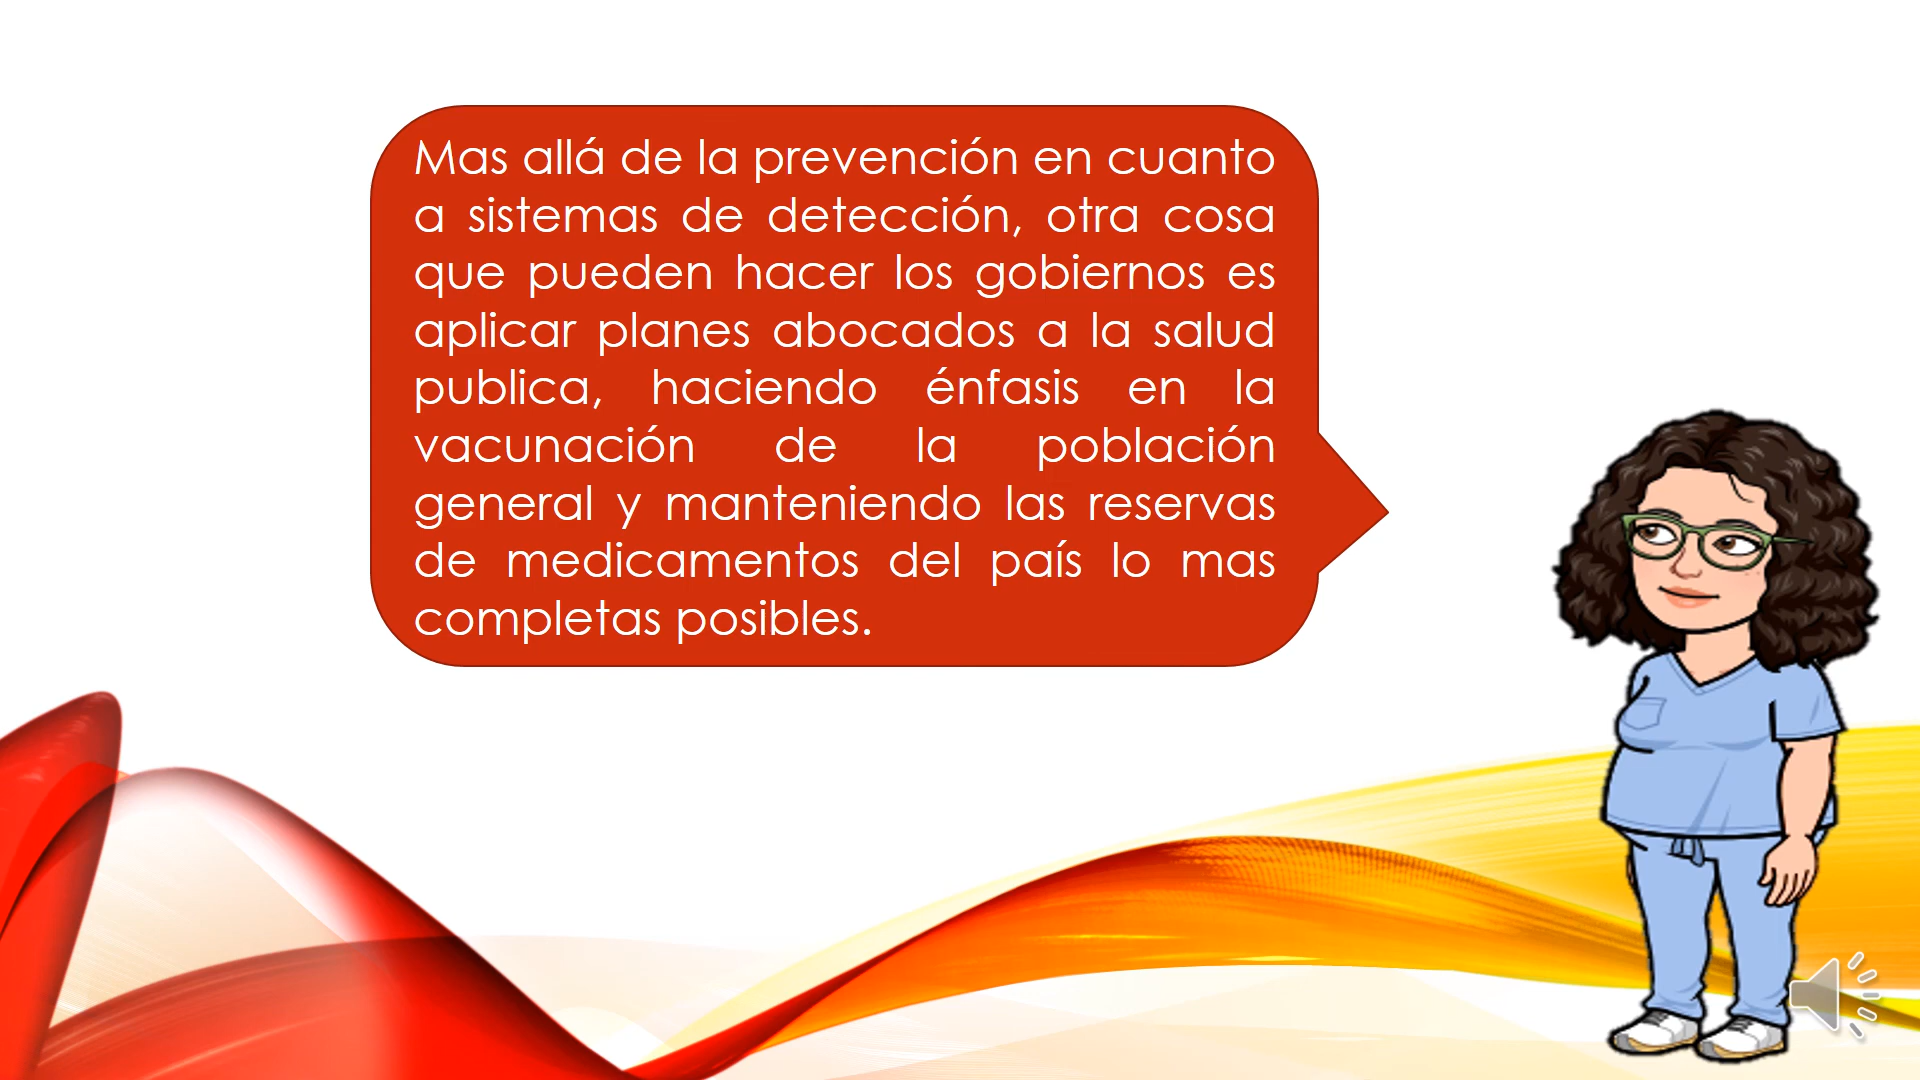 Mas allá de la prevención en cuanto
a sistemas de detección, otra cosa
que pueden hacer los gobiernos es
aplicar planes abocados a la salud
publica, haciendo énfasis en la
vacunación de la población
general y manteniendo las reservas
de medicamentos del país lo mas
completas posibles.